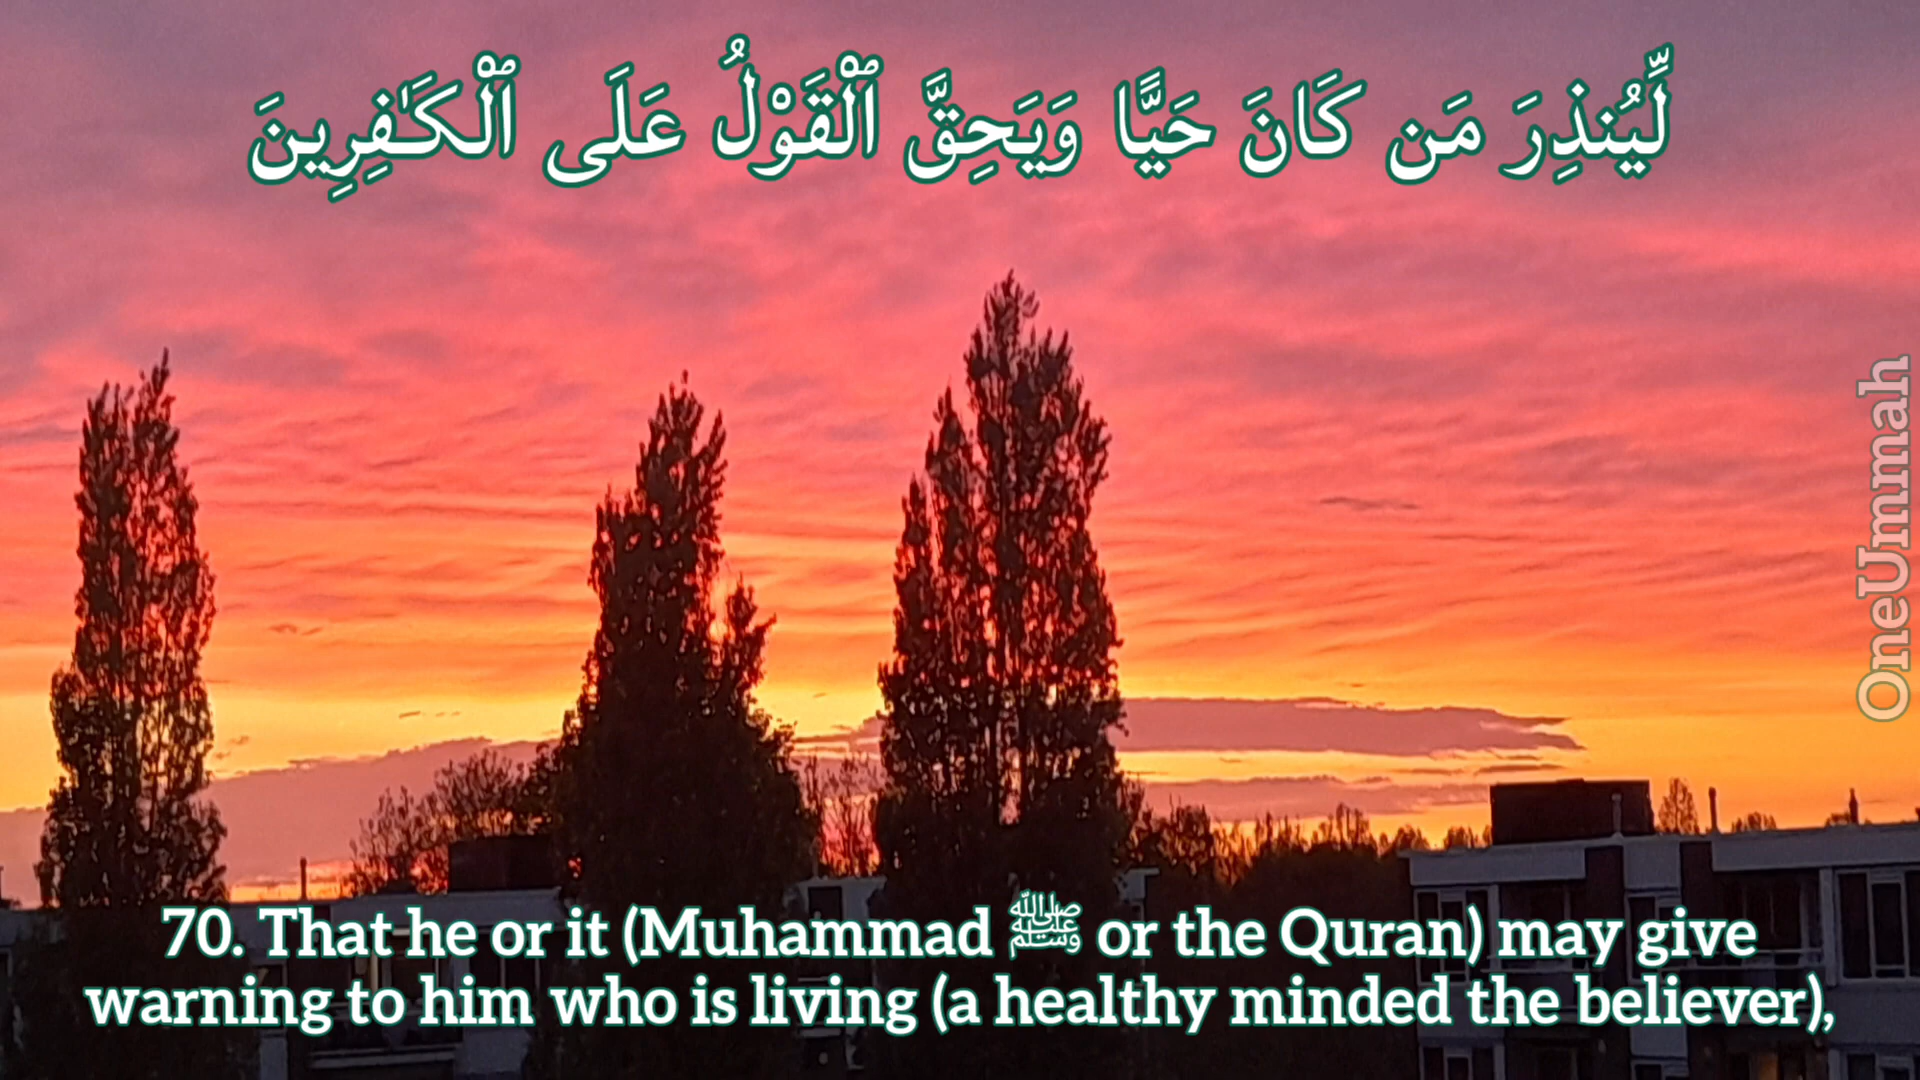 لِّيُنذِرَ مَن كَانَ حَيًّا وَيَحِقَّ ٱلْقَوْلُ عَلَى ٱلْكَـٰفِرِينَ
OneUmmah
70. That he or it (Muhammad ﷺ or the Quran) may give
warning to him who is living (a healthy minded the believer),